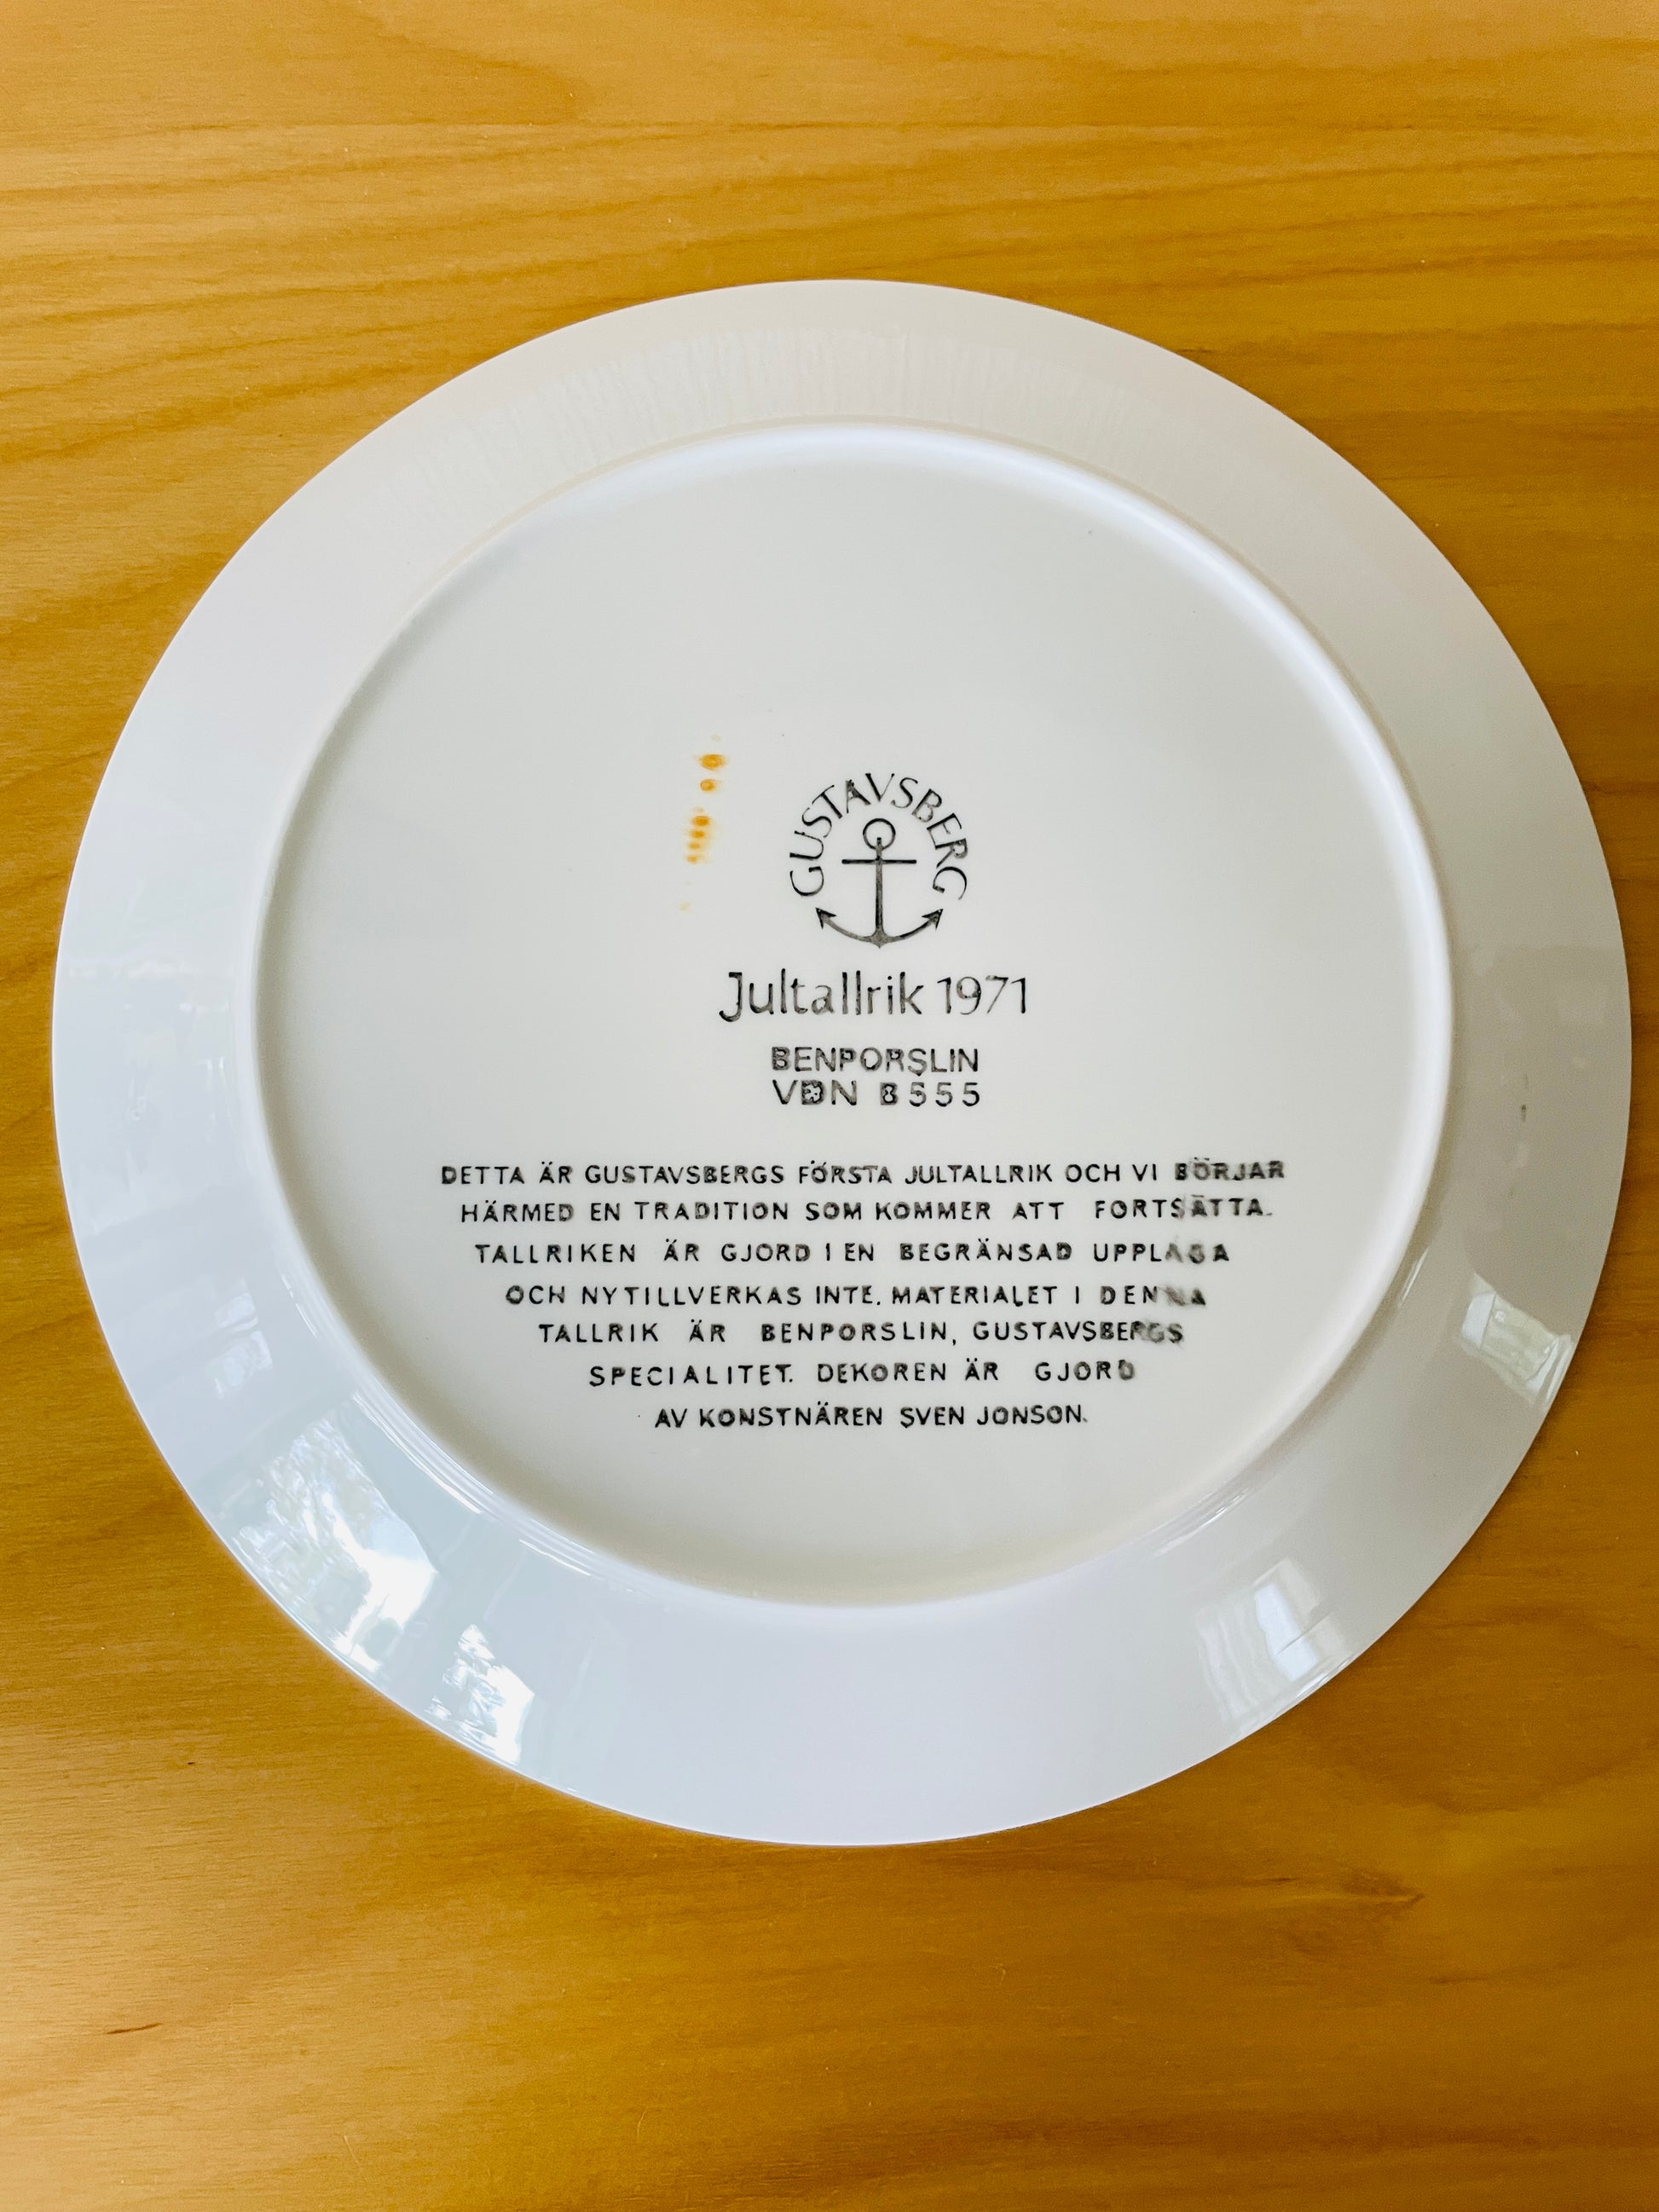 GUSTAVSBERG
Jultallrik 1971
BENPORSLIN
VDN B555
DETTA ÄR GUSTAVSBERGS FÖRSTA JULTALLRIK OCH VI BÖRJAR
HÄRMED EN TRADITION SOM KOMMER ATT FORTSÄTTA.
TALLRIKEN ÄR GJORD I EN BEGRÄNSAD UPPLAGA
OCH NYTILLVERKAS INTE. MATERIALET I DENNA
TALLRIK ÄR BENPORSLIN, GUSTAVSBERGS
SPECIALITET. DEKOREN ÄR GJORD
AV KONSTNÄREN SVEN JONSON.